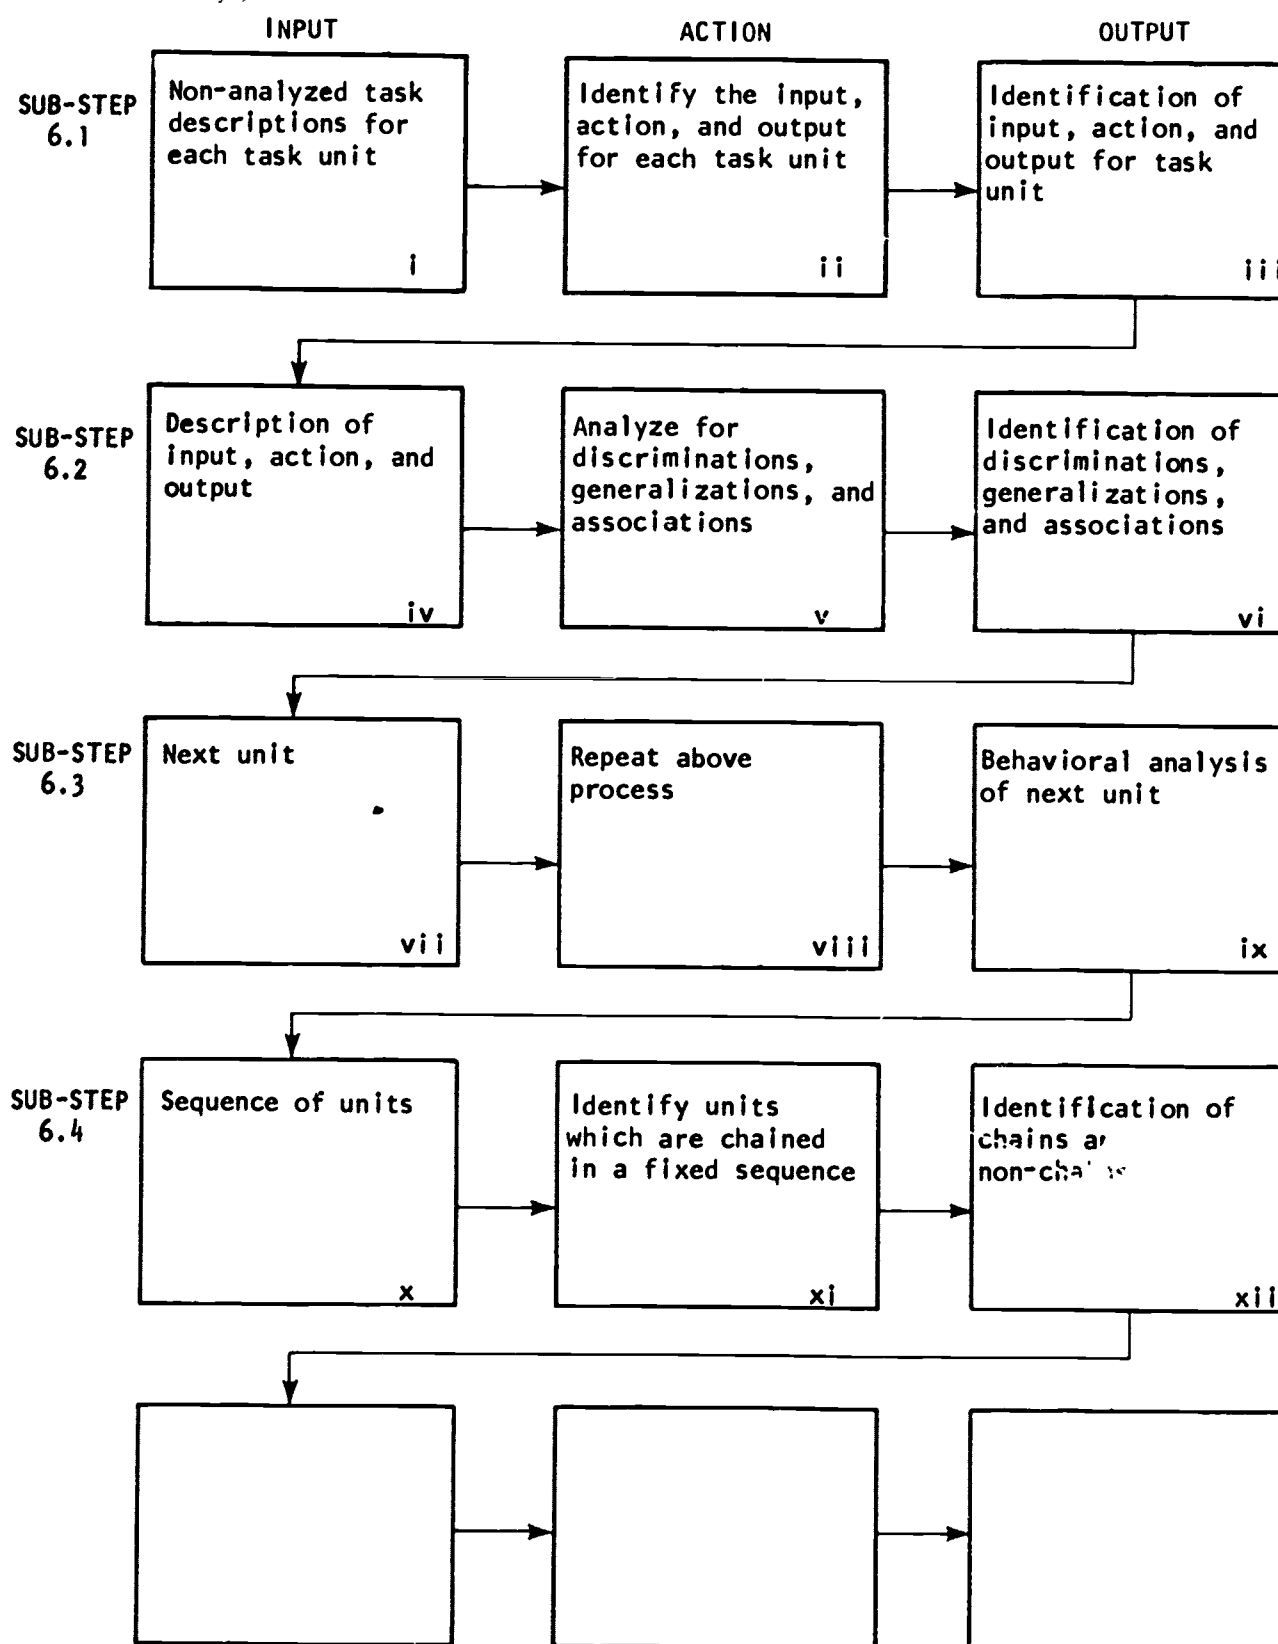 INPUT
ACTION
OUTPUT
SUB-STEP
6.1
Non-analyzed task
descriptions for
each task unit
i
Identify the input,
action, and output
for each task unit
ii
Identification of
input, action, and
output for task
unit
iii
SUB-STEP
6.2
Description of
input, action, and
output
iv
Analyze for
discriminations,
generalizations, and
associations
v
Identification of
discriminations,
generalizations,
and associations
vi
SUB-STEP
6.3
Next unit
vii
Repeat above
process
viii
Behavioral analysis
of next unit
ix
SUB-STEP
6.4
Sequence of units
x
Identify units
which are chained
in a fixed sequence
xi
Identification of
chains
xii